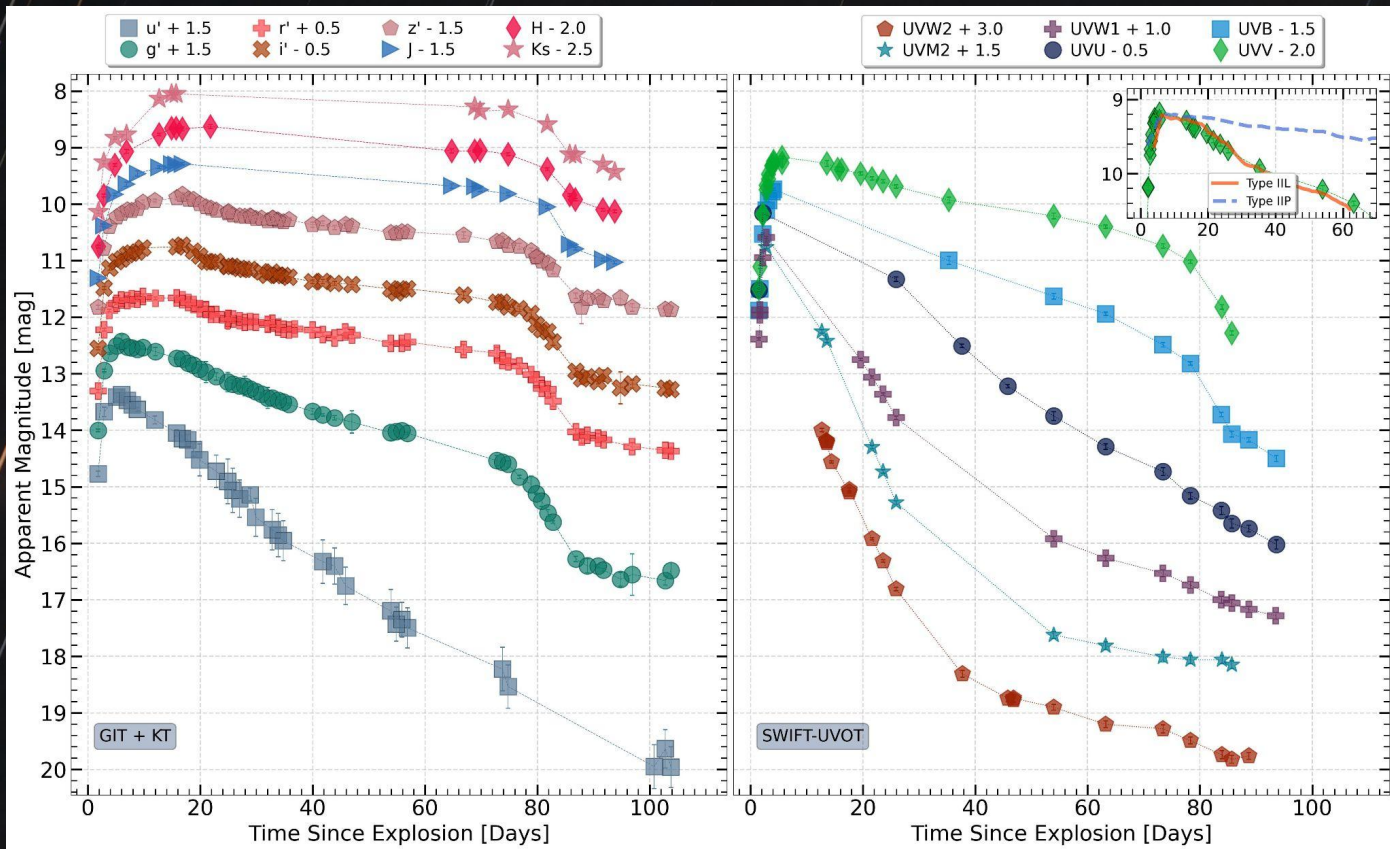 u' + 1.5 r' + 0.5 z' - 1.5 H - 2.0
g' + 1.5 i' - 0.5 J - 1.5 Ks - 2.5
UVW2 + 3.0 UVW1 + 1.0 UVB - 1.5
UVM2 + 1.5 UVU - 0.5 UVV - 2.0
Apparent Magnitude [mag]
8
9
10
11
12
13
14
15
16
17
18
19
20
GIT + KT
0 20 40 60 80 100
Time Since Explosion [Days]
9
10
Type IIL
Type IIP
0 20 40 60
SWIFT-UVOT
0 20 40 60 80 100
Time Since Explosion [Days]